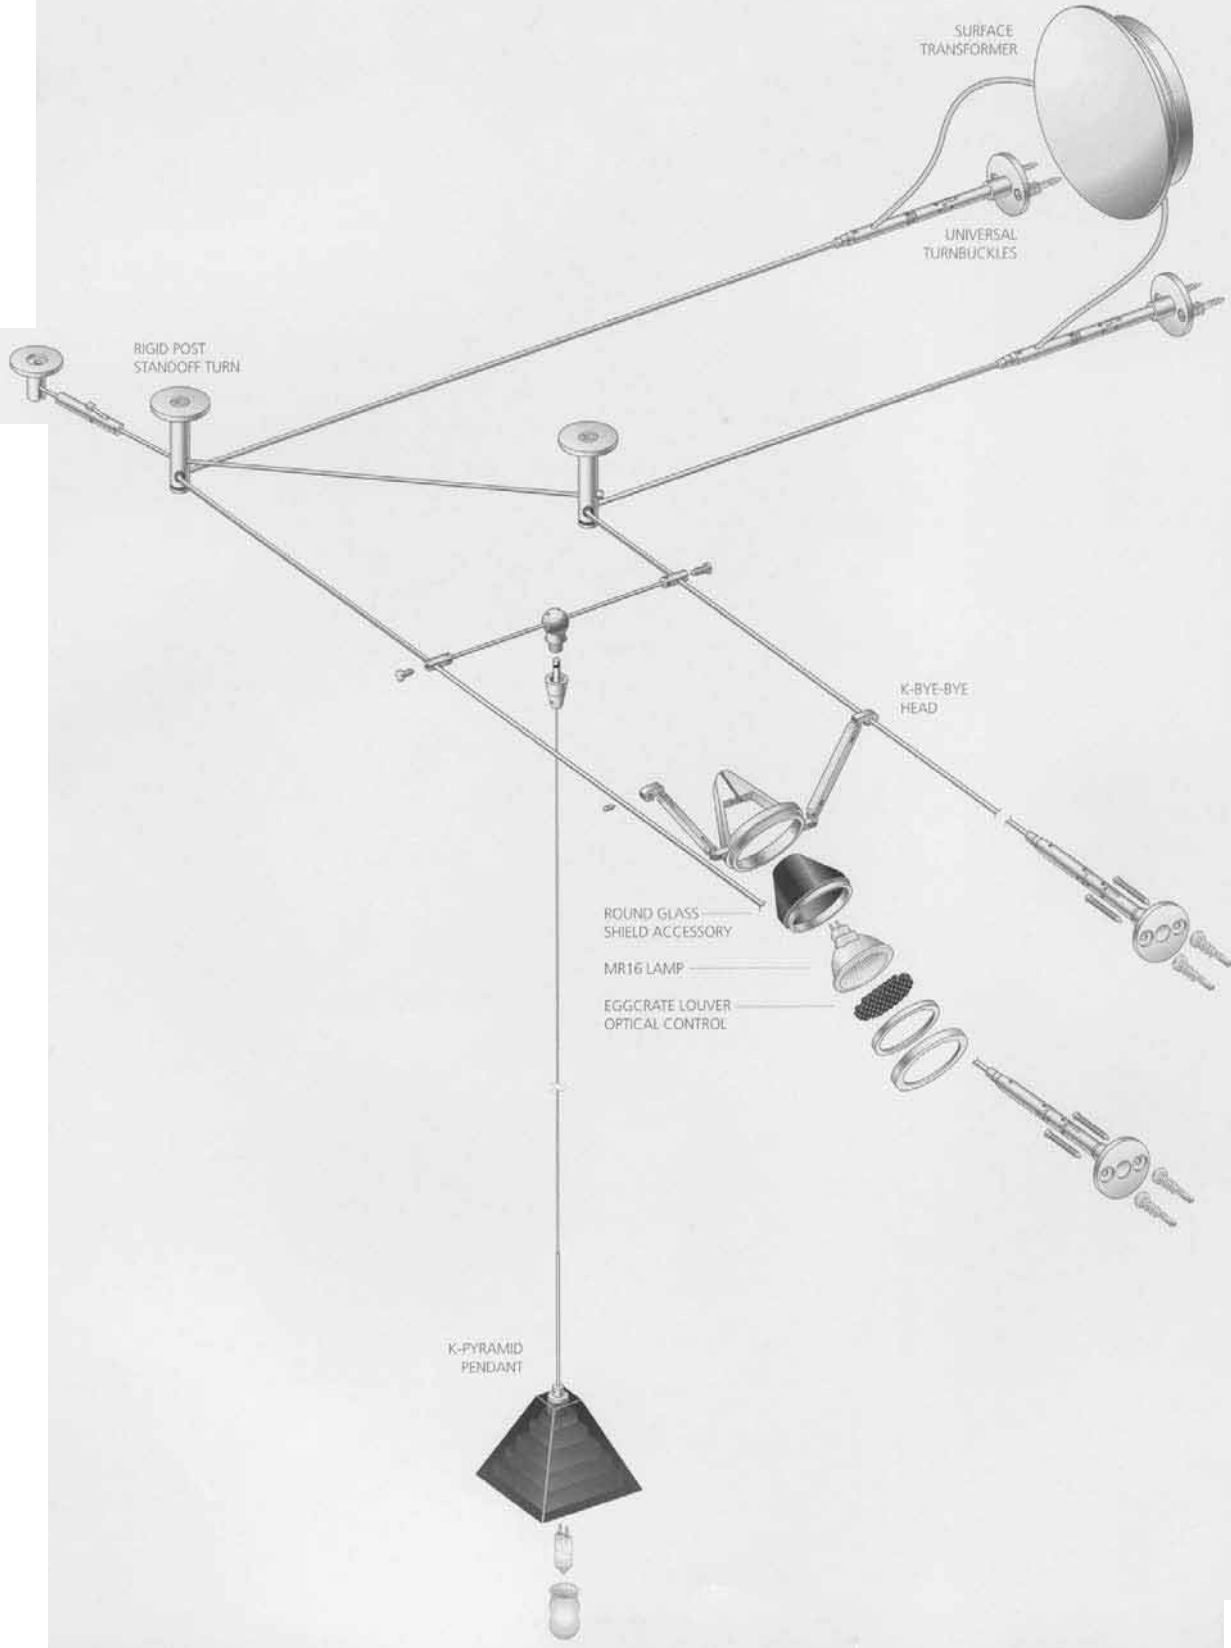 SURFACE
TRANSFORMER
UNIVERSAL
TURNBUCKLES
RIGID POST
STANDOFF TURN
K-BYE-BYE
HEAD
ROUND GLASS
SHIELD ACCESSORY
MR16 LAMP
EGGCRATE LOUVER
OPTICAL CONTROL
K-PYRAMID
PENDANT